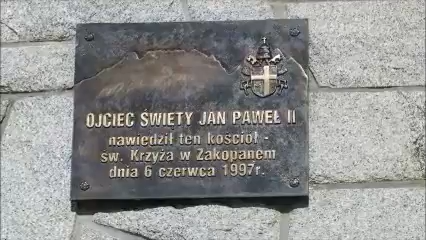 OJCIEC ŚWIĘTY JAN PAWEŁ II
nawiedził ten kościół -
św. Krzyża w Zakopanem
dnia 6 czerwca 1997r.